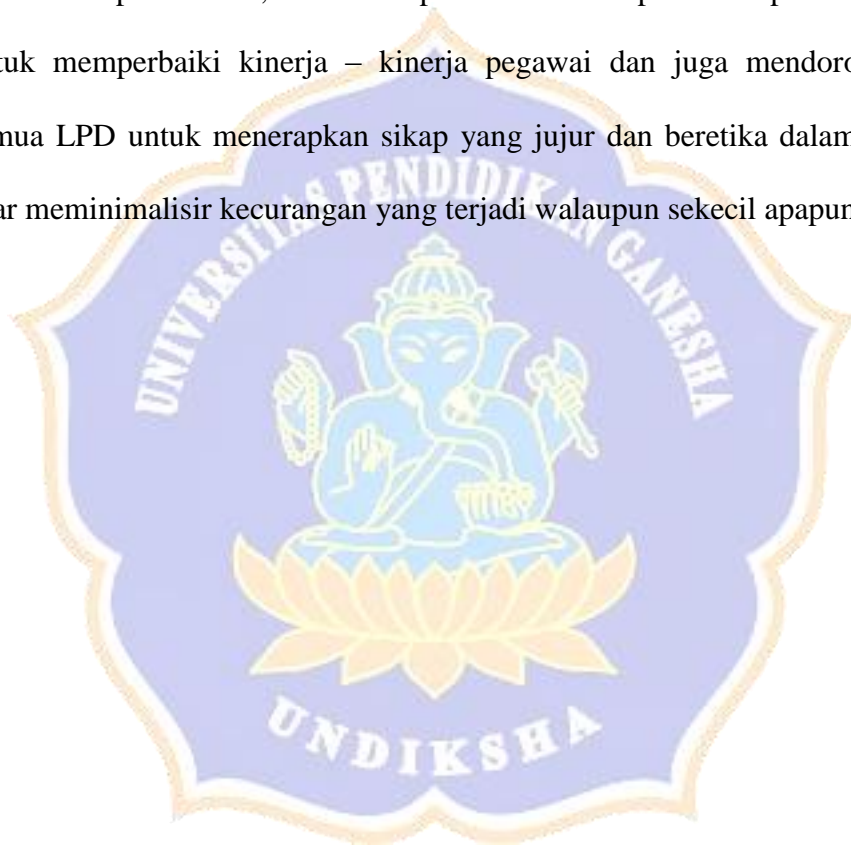 tuk memperbaiki kinerja – kinerja pegawai dan juga mendoro
mua LPD untuk menerapkan sikap yang jujur dan beretika dalam
ar meminimalisir kecurangan yang terjadi walaupun sekecil apapun
UNIVERSITAS PENDIDIKAN GANESHA
UNDIKSHA